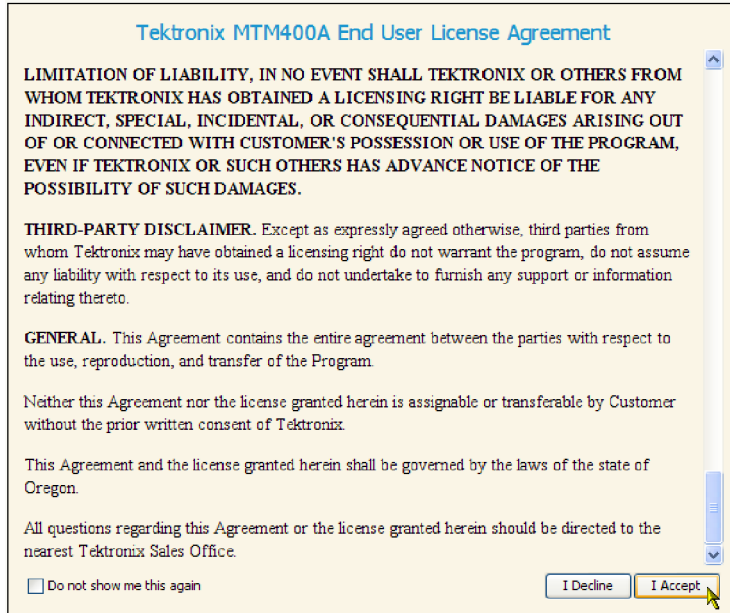 Tektronix MTM400A End User License Agreement
LIMITATION OF LIABILITY, IN NO EVENT SHALL TEKTRONIX OR OTHERS FROM
WHOM TEKTRONIX HAS OBTAINED A LICENSING RIGHT BE LIABLE FOR ANY
INDIRECT, SPECIAL, INCIDENTAL, OR CONSEQUENTIAL DAMAGES ARISING OUT
OF OR CONNECTED WITH CUSTOMER'S POSSESSION OR USE OF THE PROGRAM,
EVEN IF TEKTRONIX OR SUCH OTHERS HAS ADVANCE NOTICE OF THE
POSSIBILITY OF SUCH DAMAGES.
THIRD-PARTY DISCLAIMER. Except as expressly agreed otherwise, third parties from
whom Tektronix may have obtained a licensing right do not warrant the program, do not assume
any liability with respect to its use, and do not undertake to furnish any support or information
relating thereto.
GENERAL. This Agreement contains the entire agreement between the parties with respect to
the use, reproduction, and transfer of the Program.
Neither this Agreement nor the license granted herein is assignable or transferable by Customer
without the prior written consent of Tektronix.
This Agreement and the license granted herein shall be governed by the laws of the state of
Oregon.
All questions regarding this Agreement or the license granted herein should be directed to the
nearest Tektronix Sales Office.
Do not show me this again
I Decline
I Accept